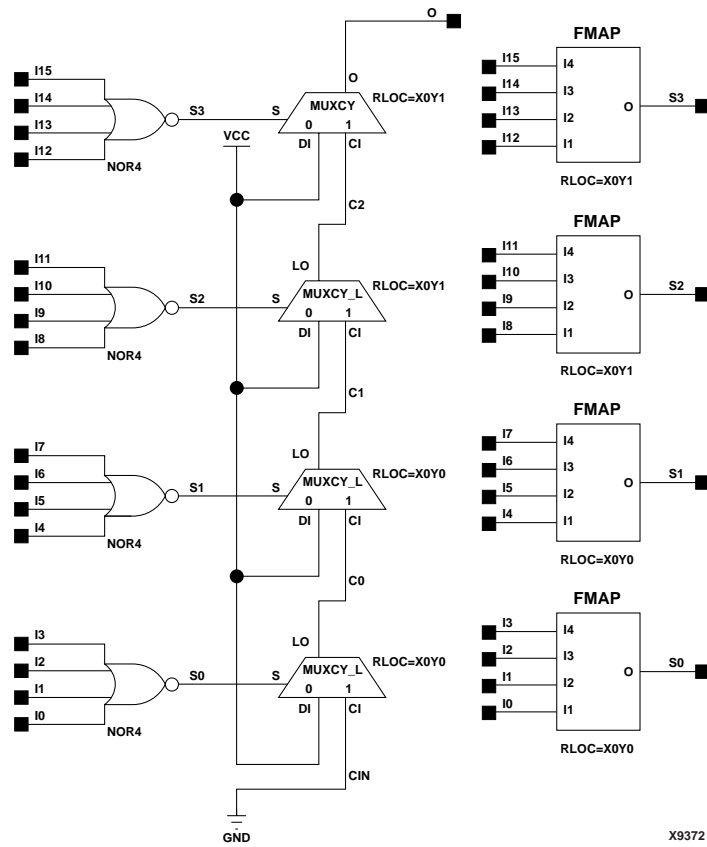 O
I15
I14
I13
I12
NOR4
S3
S
O
MUXCY
0 1
DI CI
RLOC=X0Y1
VCC
C2
I11
I10
I9
I8
NOR4
S2
S
LO
MUXCY_L
0 1
DI CI
RLOC=X0Y1
C1
I7
I6
I5
I4
NOR4
S1
S
LO
MUXCY_L
0 1
DI CI
RLOC=X0Y0
C0
I3
I2
I1
I0
NOR4
S0
S
LO
MUXCY_L
0 1
DI CI
RLOC=X0Y0
CIN
GND
FMAP
I15 I4
I14 I3
I13 I2
I12 I1
O S3
RLOC=X0Y1
FMAP
I11 I4
I10 I3
I9 I2
I8 I1
O S2
RLOC=X0Y1
FMAP
I7 I4
I6 I3
I5 I2
I4 I1
O S1
RLOC=X0Y0
FMAP
I3 I4
I2 I3
I1 I2
I0 I1
O S0
RLOC=X0Y0
X9372